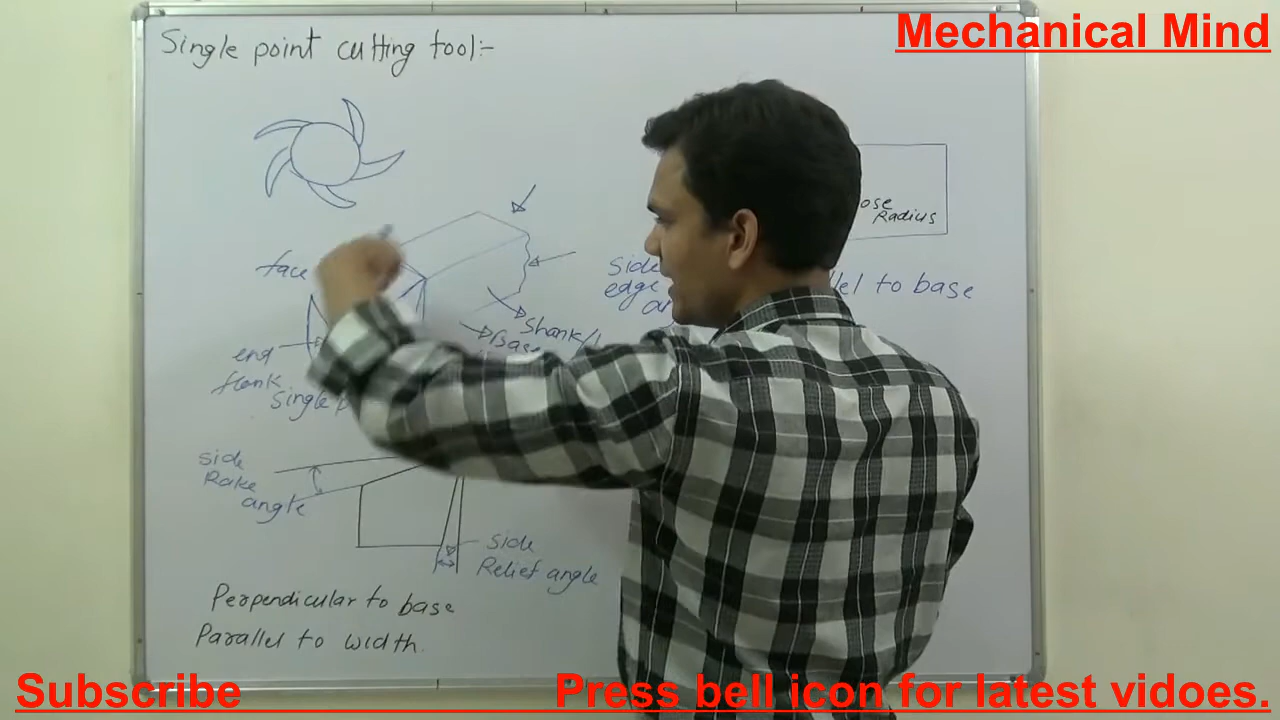 Mechanical Mind
Single point cutting tool:-
face
end
flank
Single
Shank/
Base
ose
Radius
Side
edge
to base
side
Rake
angle
side
Relief angle
Perpendicular to base
Parallel to width.
Subscribe
Press bell icon for latest vidoes.